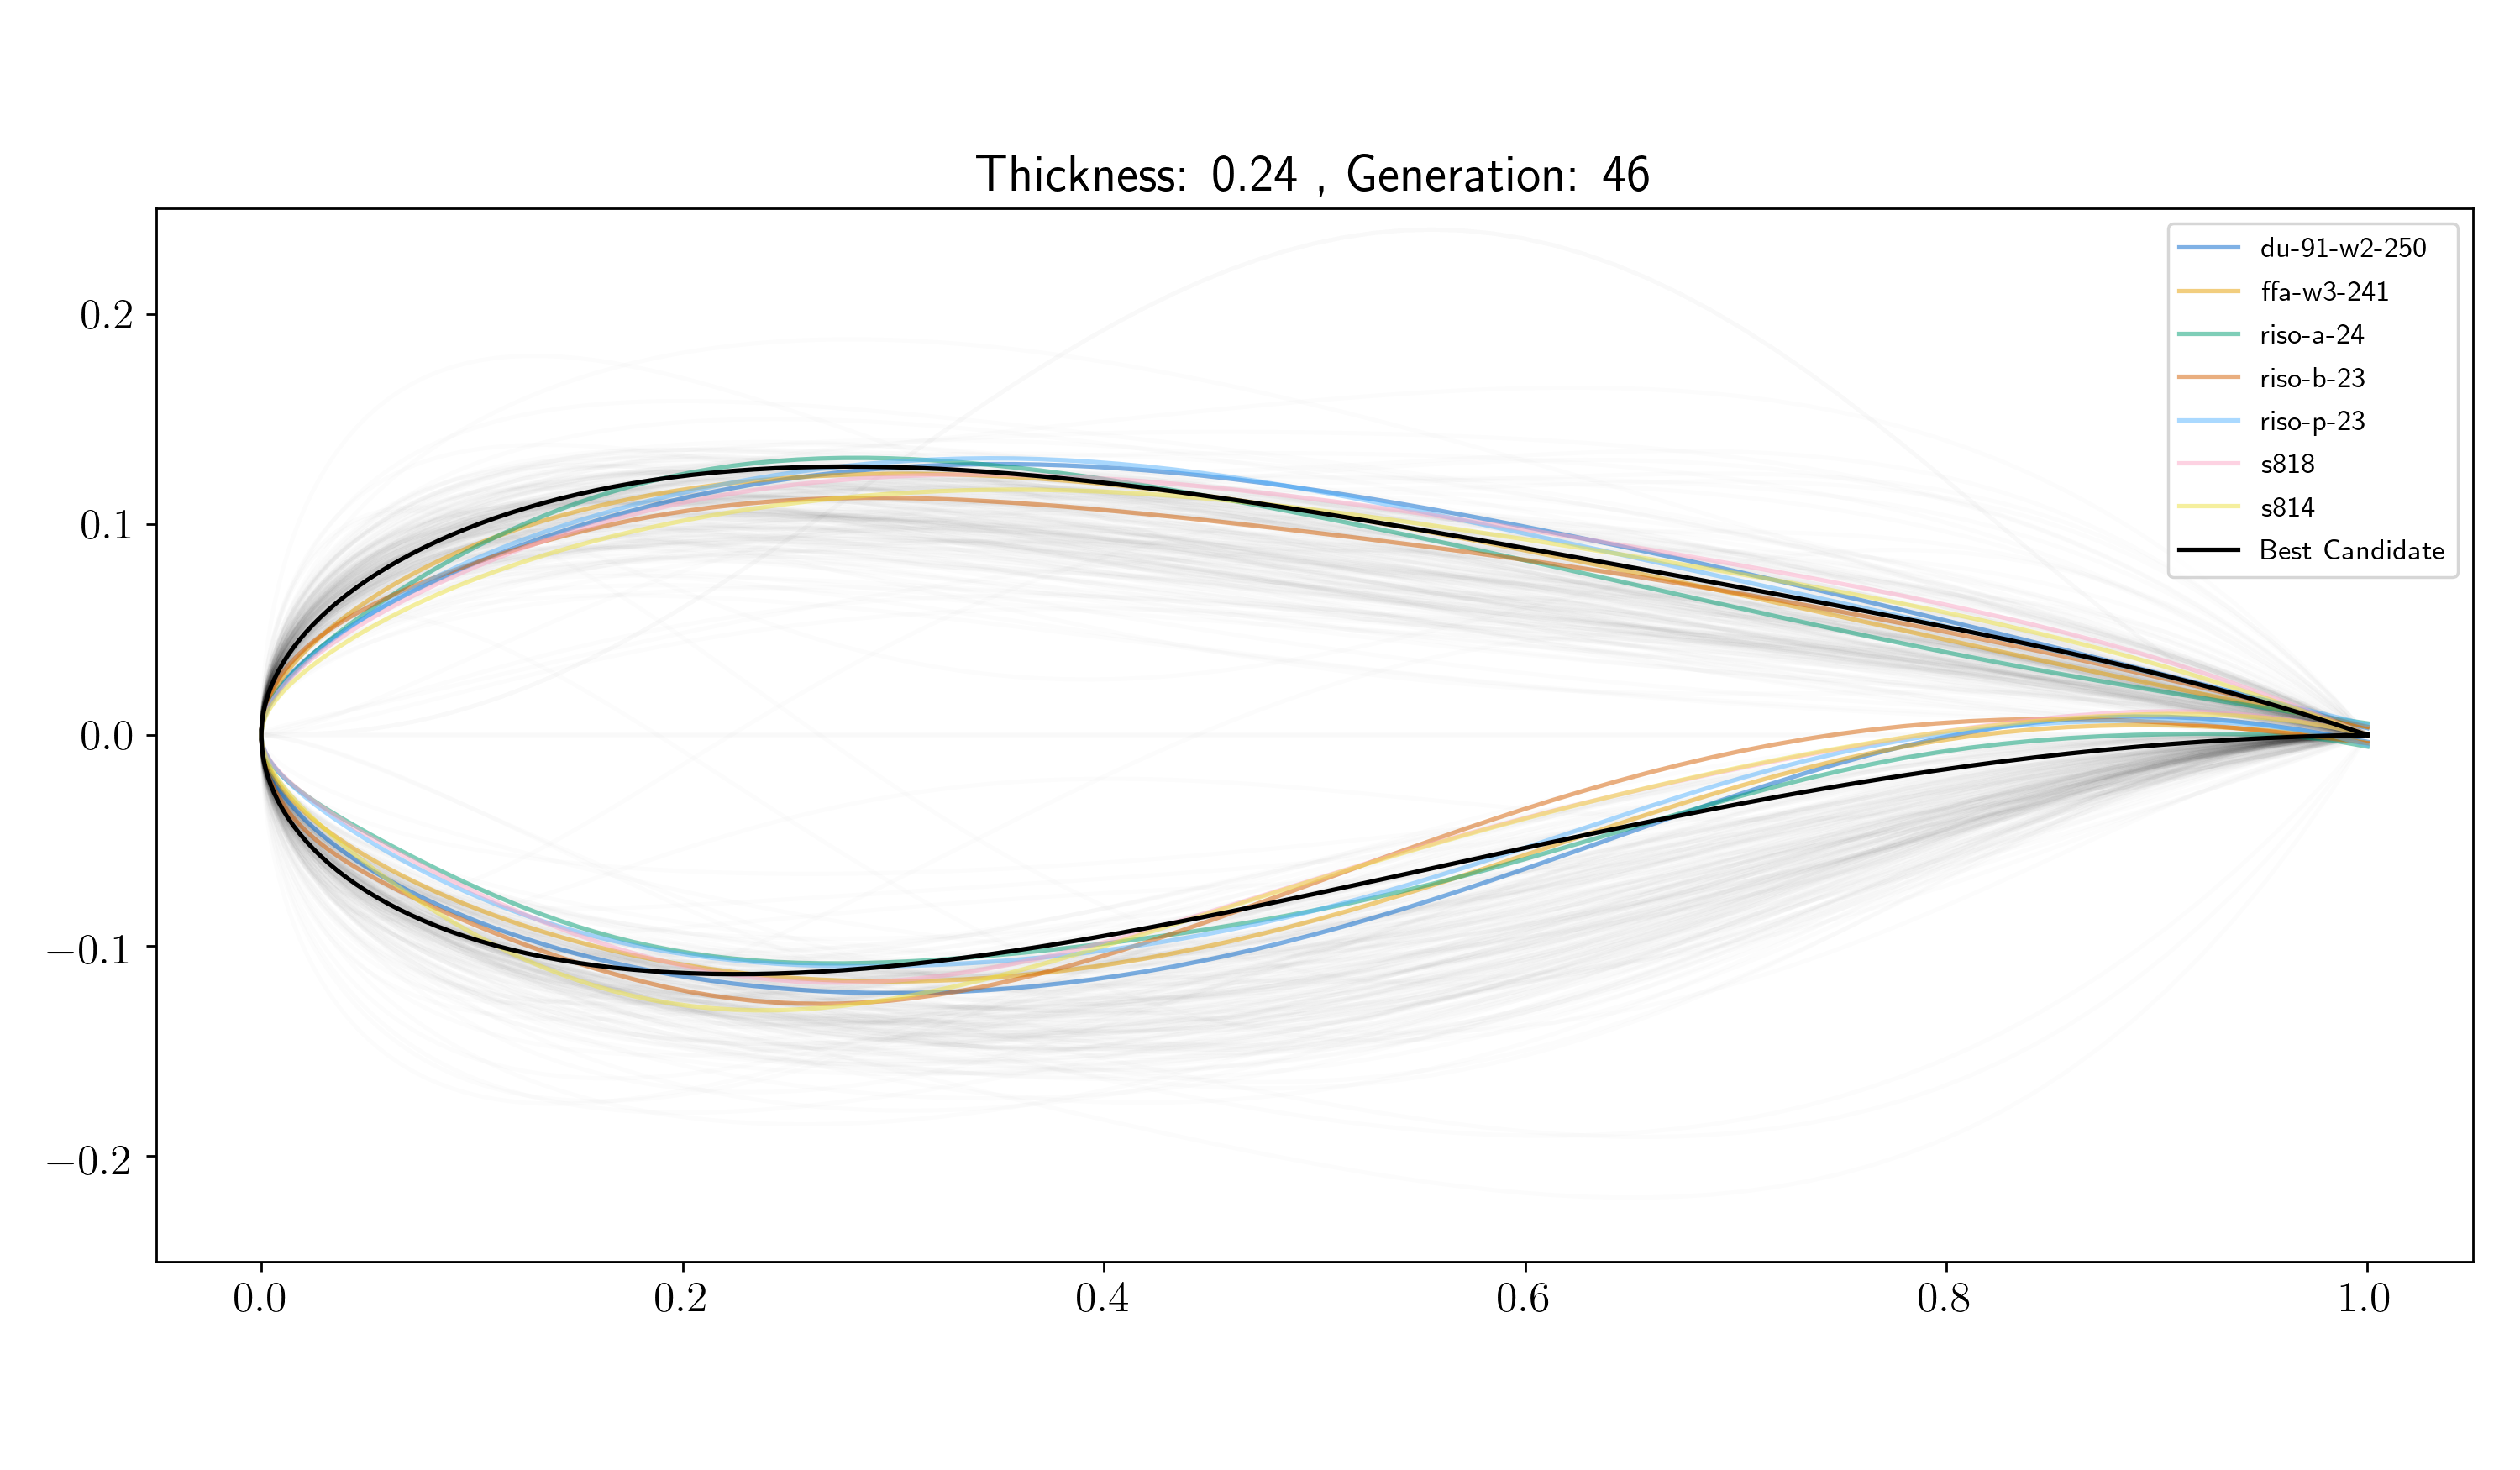 Thickness: 0.24 , Generation: 46
du-91-w2-250
ffa-w3-241
riso-a-24
riso-b-23
riso-p-23
s818
s814
Best Candidate
0.2
0.1
0.0
−0.1
−0.2
0.0 0.2 0.4 0.6 0.8 1.0